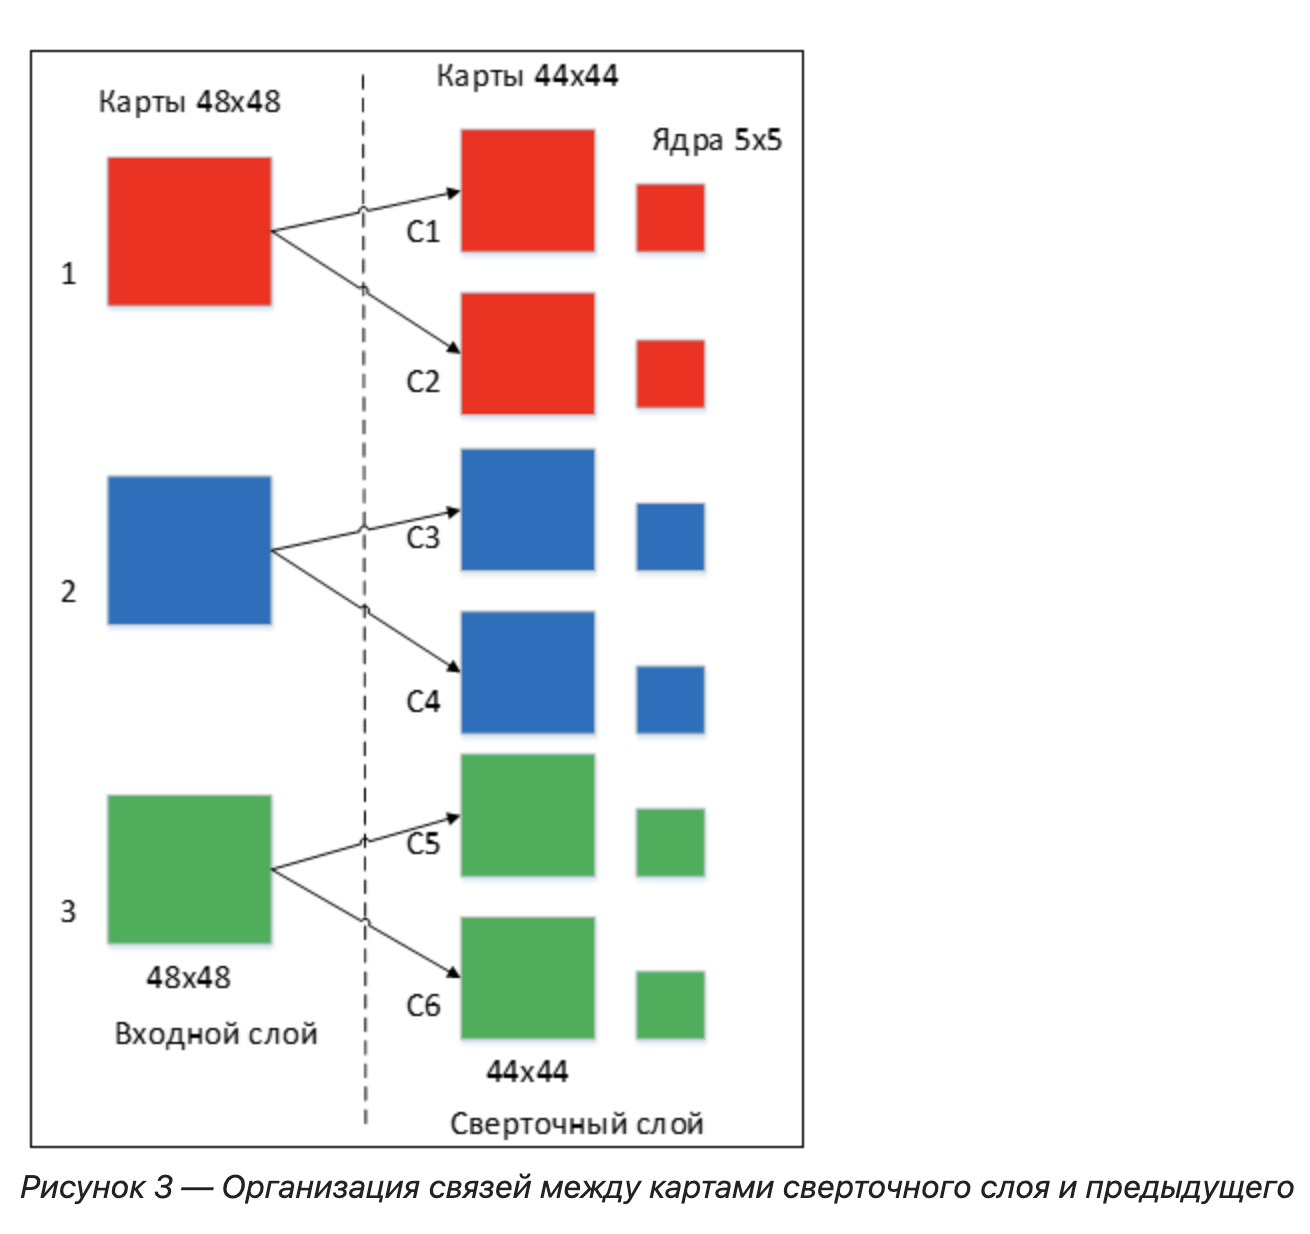 Карты 48x48
Карты 44x44
Ядра 5x5
C1
1
C2
C3
2
C4
C5
3
C6
48x48
Входной слой
44x44
Сверточный слой
Рисунок 3 — Организация связей между картами сверточного слоя и предыдущего